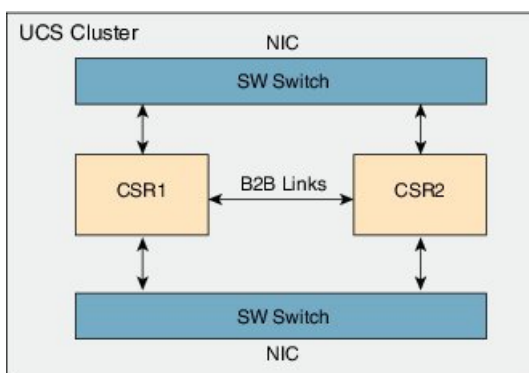 UCS Cluster
NIC
SW Switch
CSR1
B2B Links
CSR2
SW Switch
NIC